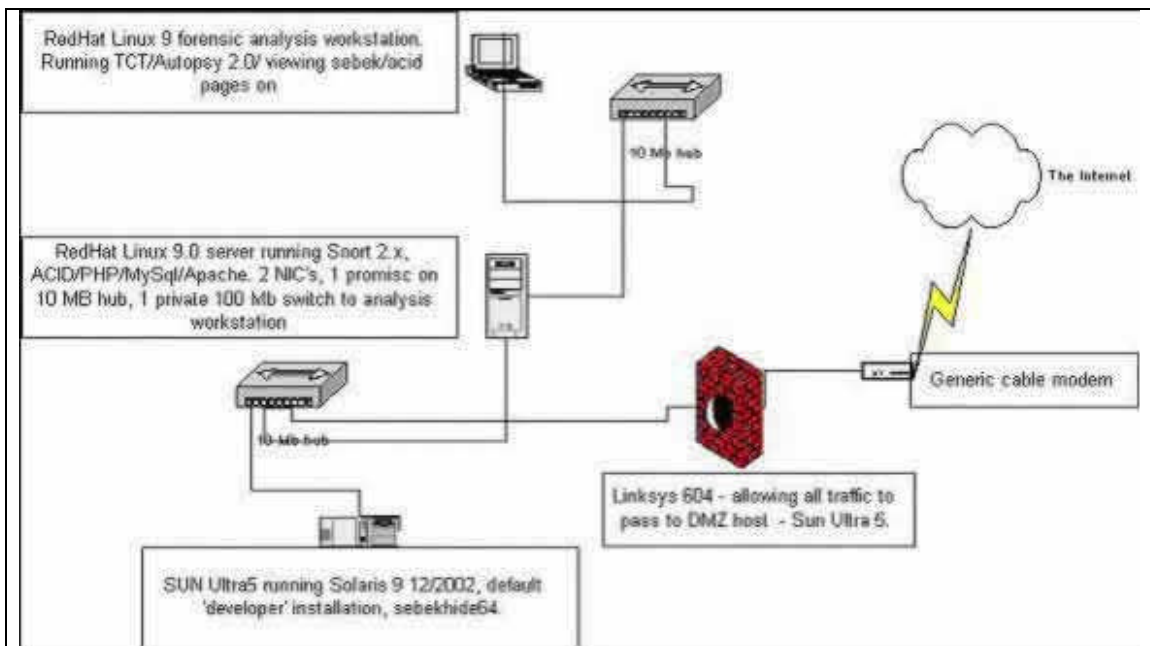 RedHat Linux 9 forensic analysis workstation.
Running TCT/Autopsy 2.0/ viewing sebek/acid
pages on
10 Mb hub
The Internet
RedHat Linux 9.0 server running Snort 2.x,
ACID/PHP/MySql/Apache. 2 NIC's, 1 promisc on
10 MB hub, 1 private 100 Mb switch to analysis
workstation
Generic cable modem
10 Mb hub
Linksys 604 - allowing all traffic to
pass to DMZ host - Sun Ultra 5.
SUN Ultra5 running Solaris 9 12/2002, default
'developer' installation, sebekhide64.